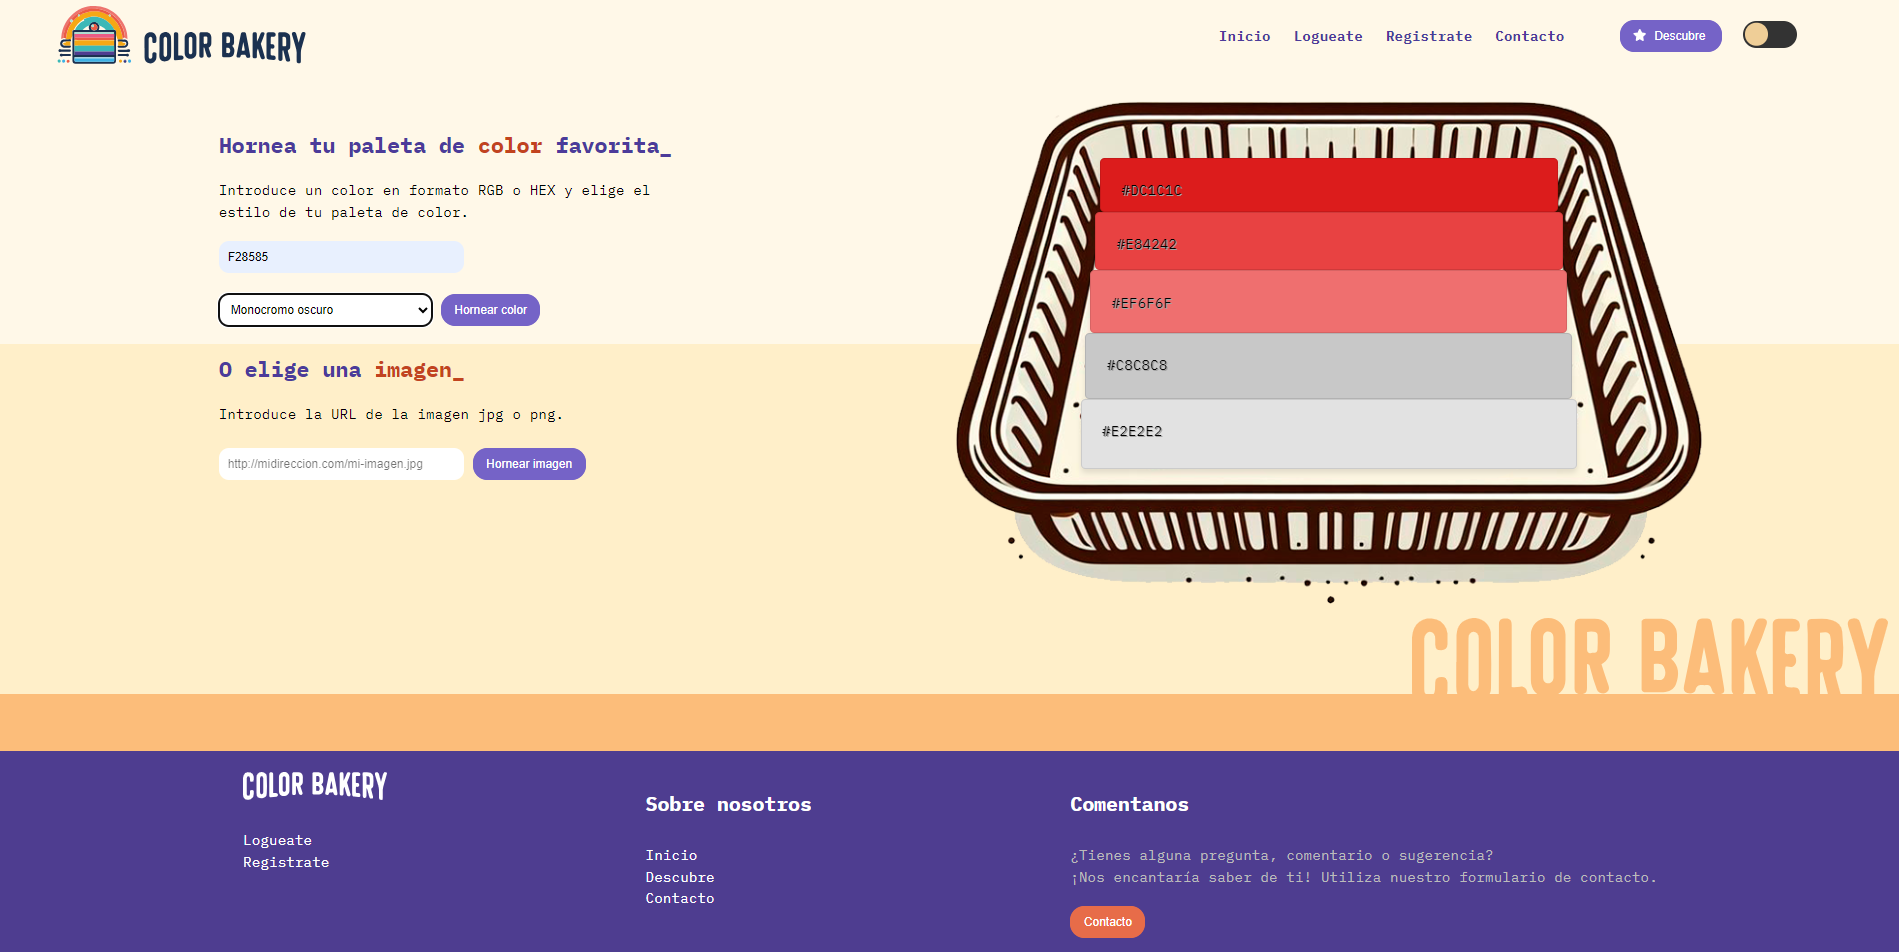 COLOR BAKERY
Inicio Logueate Registrate Contacto Descubre
Hornea tu paleta de color favorita_
Introduce un color en formato RGB o HEX y elige el
estilo de tu paleta de color.
F28585
Monocromo oscuro Hornear color
O elige una imagen_
Introduce la URL de la imagen jpg o png.
http://midireccion.com/mi-imagen.jpg Hornear imagen
#DC1C1C
#E84242
#EF6F6F
#C8C8C8
#E2E2E2
COLOR BAKERY
COLOR BAKERY
Logueate
Registrate
Sobre nosotros
Inicio
Descubre
Contacto
Comentanos
¿Tienes alguna pregunta, comentario o sugerencia?
¡Nos encantaría saber de ti! Utiliza nuestro formulario de contacto.
Contacto